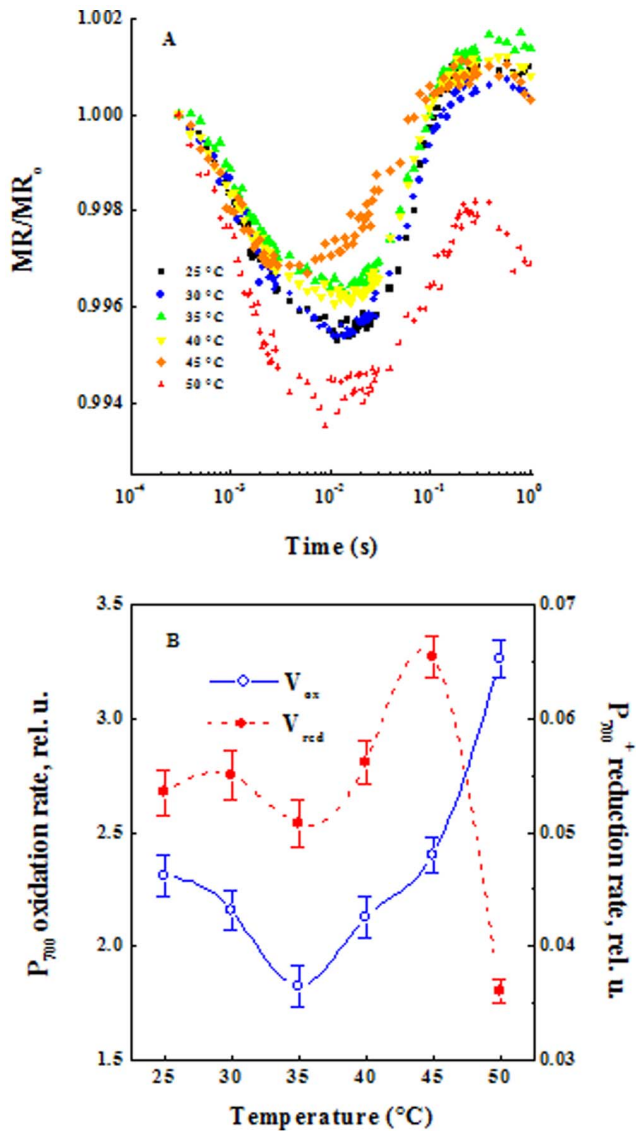 A
1.002
1.000
0.998
0.996
0.994
MR/MRo
25 °C
30 °C
35 °C
40 °C
45 °C
50 °C
10⁻⁴ 10⁻³ 10⁻² 10⁻¹ 10⁰
Time (s)
B
3.5
3.0
2.5
2.0
1.5
P700 oxidation rate, rel. u.
Vox
Vred
0.07
0.06
0.05
0.04
0.03
P700+ reduction rate, rel. u.
25 30 35 40 45 50
Temperature (°C)